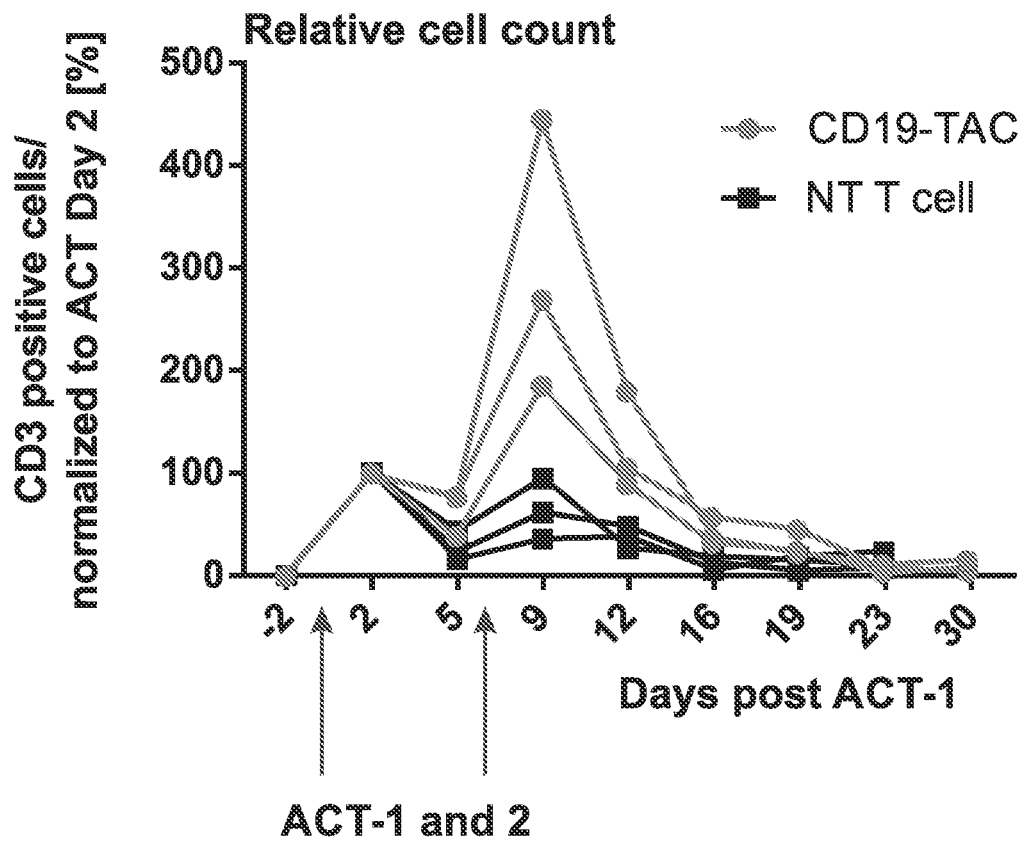 Relative cell count
CD3 positive cells/
normalized to ACT Day 2 [%]
500
400
300
200
100
0
CD19-TAC
NT T cell
-2
2
5
9
12
16
19
23
30
Days post ACT-1
ACT-1 and 2